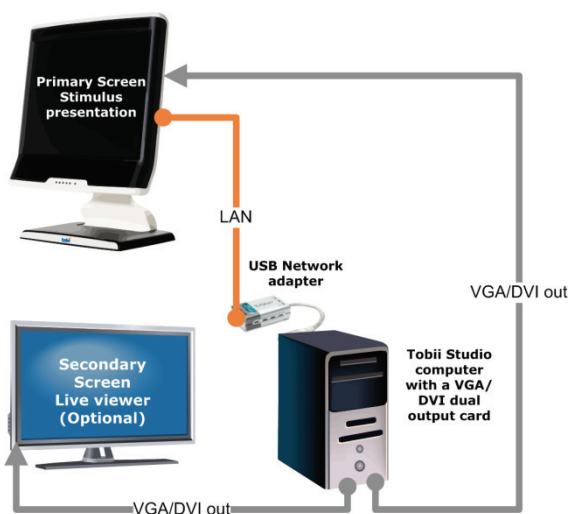 Primary Screen
Stimulus
presentation
LAN
USB Network
adapter
VGA/DVI out
Secondary
Screen
Live viewer
(Optional)
Tobii Studio
computer
with a VGA/
DVI dual
output card
VGA/DVI out